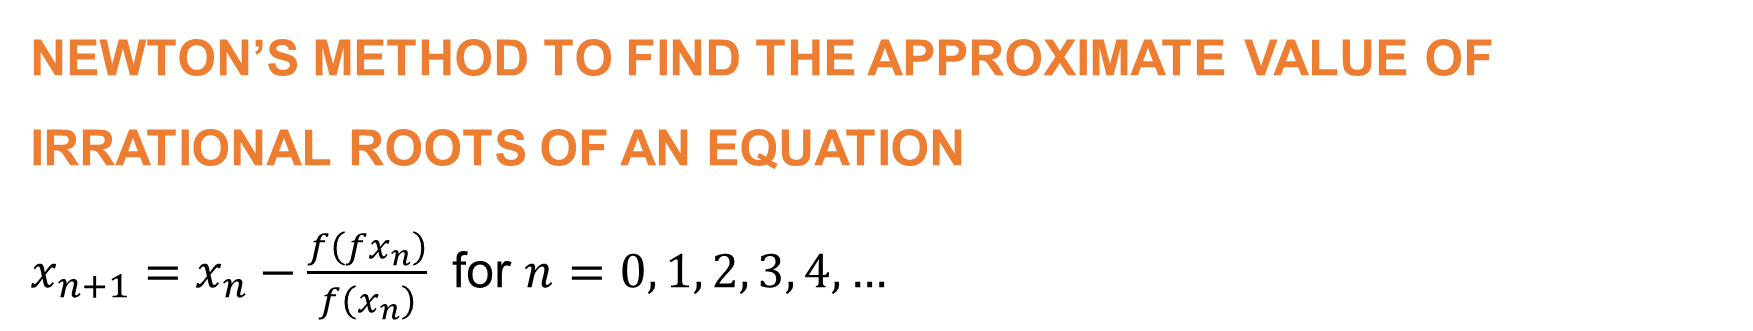 NEWTON’S METHOD TO FIND THE APPROXIMATE VALUE OF
IRRATIONAL ROOTS OF AN EQUATION
xₙ₊₁ = xₙ − f(fxₙ)/f(xₙ) for n = 0, 1, 2, 3, 4, ...